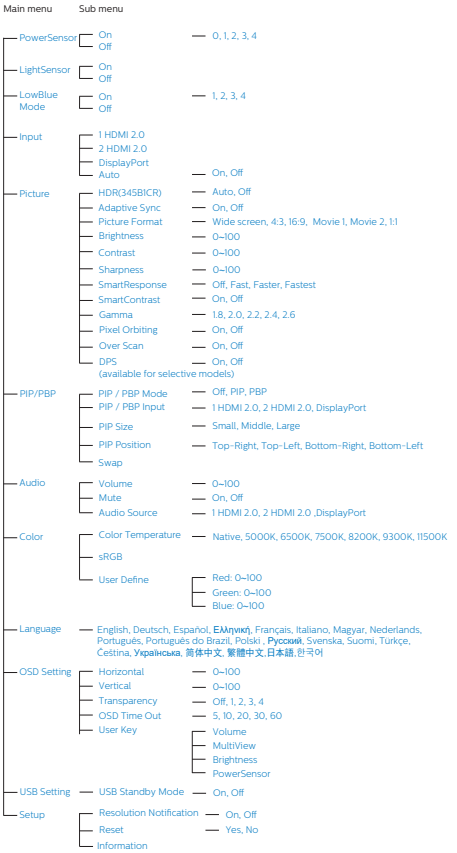 Main menu Sub menu
PowerSensor On 0, 1, 2, 3, 4
Off
LightSensor On
Off
LowBlue Mode On 1, 2, 3, 4
Off
Input 1 HDMI 2.0
2 HDMI 2.0
DisplayPort
Auto On, Off
Picture HDR(345B1CR) Auto, Off
Adaptive Sync On, Off
Picture Format Wide screen, 4:3, 16:9, Movie 1, Movie 2, 1:1
Brightness 0~100
Contrast 0~100
Sharpness 0~100
SmartResponse Off, Fast, Faster, Fastest
SmartContrast On, Off
Gamma 1.8, 2.0, 2.2, 2.4, 2.6
Pixel Orbiting On, Off
Over Scan On, Off
DPS On, Off
(available for selective models)
PIP/PBP PIP / PBP Mode Off, PIP, PBP
PIP / PBP Input 1 HDMI 2.0, 2 HDMI 2.0, DisplayPort
PIP Size Small, Middle, Large
PIP Position Top-Right, Top-Left, Bottom-Right, Bottom-Left
Swap
Audio Volume 0~100
Mute On, Off
Audio Source 1 HDMI 2.0, 2 HDMI 2.0 ,DisplayPort
Color Color Temperature Native, 5000K, 6500K, 7500K, 8200K, 9300K, 11500K
sRGB
User Define Red: 0~100
Green: 0~100
Blue: 0~100
Language English, Deutsch, Español, Ελληνική, Français, Italiano, Magyar, Nederlands,
Português, Português do Brazil, Polski , Русский, Svenska, Suomi, Türkçe,
Čeština, Українська, 简体中文, 繁體中文,日本語,한국어
OSD Setting Horizontal 0~100
Vertical 0~100
Transparency Off, 1, 2, 3, 4
OSD Time Out 5, 10, 20, 30, 60
User Key Volume
MultiView
Brightness
PowerSensor
USB Setting USB Standby Mode On, Off
Setup Resolution Notification On, Off
Reset Yes, No
Information